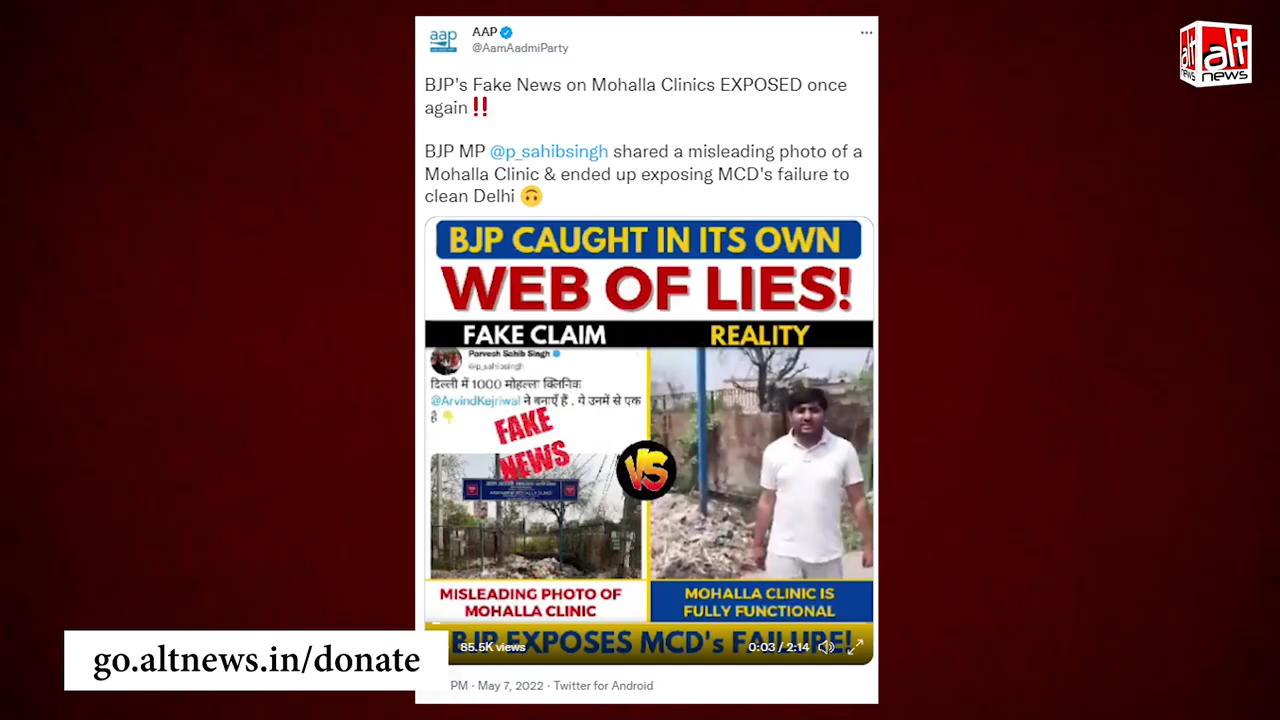 AAP
@AamAadmiParty
BJP's Fake News on Mohalla Clinics EXPOSED once
again‼
BJP MP @p_sahibsingh shared a misleading photo of a
Mohalla Clinic & ended up exposing MCD's failure to
clean Delhi 🙃
BJP CAUGHT IN ITS OWN
WEB OF LIES!
FAKE CLAIM
REALITY
Parvesh Sahib Singh
@p_sahibsingh
दिल्ली में 1000 मोहल्ला क्लिनिक
@ArvindKejriwal ने बनाएँ हैं , ये उनमें से एक
है 👇
FAKE
NEWS
VS
MISLEADING PHOTO OF
MOHALLA CLINIC
MOHALLA CLINIC IS
FULLY FUNCTIONAL
BJP EXPOSES MCD's FAILURE!
85.5K views
0:03 / 2:14
PM · May 7, 2022 · Twitter for Android
aap
alt
news
alt
news
go.altnews.in/donate